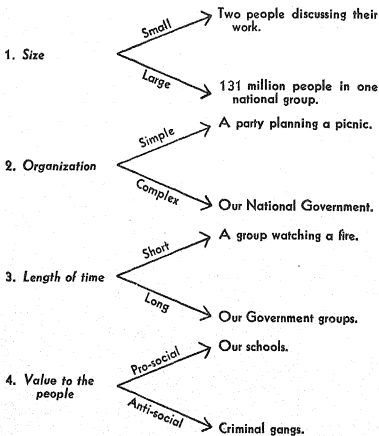 Small
Two people discussing their
work.
1. Size
Large
131 million people in one
national group.
Simple
A party planning a picnic.
2. Organization
Complex
Our National Government.
Short
A group watching a fire.
3. Length of time
Long
Our Government groups.
Pro-social
Our schools.
4. Value to the
people
Anti-social
Criminal gangs.